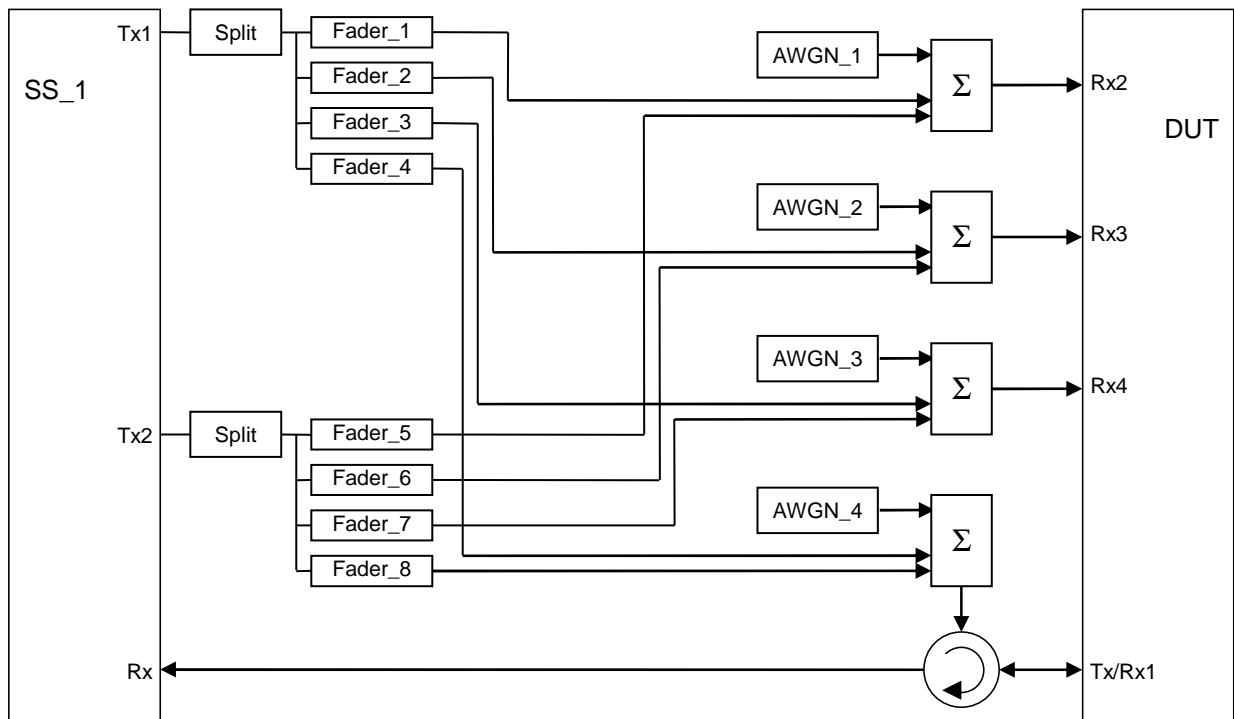 Tx1
Split
Fader_1
Fader_2
Fader_3
Fader_4
SS_1
AWGN_1
Σ
Rx2
DUT
AWGN_2
Σ
Rx3
AWGN_3
Σ
Rx4
Tx2
Split
Fader_5
Fader_6
Fader_7
Fader_8
AWGN_4
Σ
Rx
Tx/Rx1